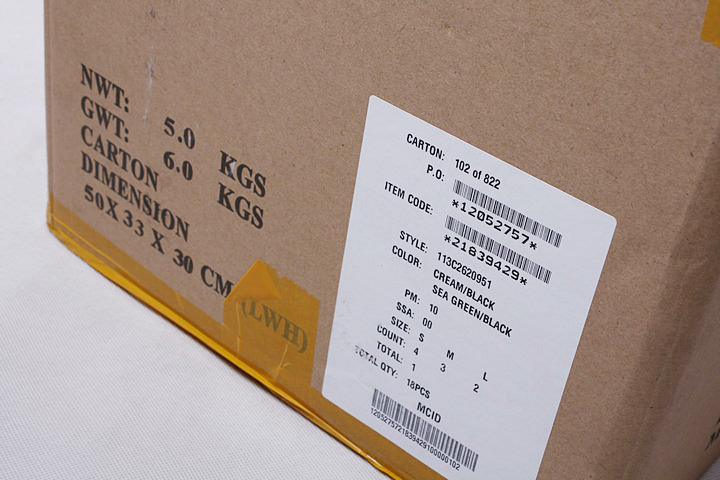 NWT: 5.0 KGS
GWT: 6.0 KGS
CARTON
DIMENSION
50X 33 X 30 CM (LWH)
CARTON: 102 of 822
P.O:
*12052757*
ITEM CODE:
*21839429*
STYLE: 113C2620951
COLOR: CREAM/BLACK
SEA GREEN/BLACK
PM: 10
SSA: 00
SIZE: S M L
COUNT: 4 3 2
TOTAL: 1
TOTAL QTY: 18PCS
MCID